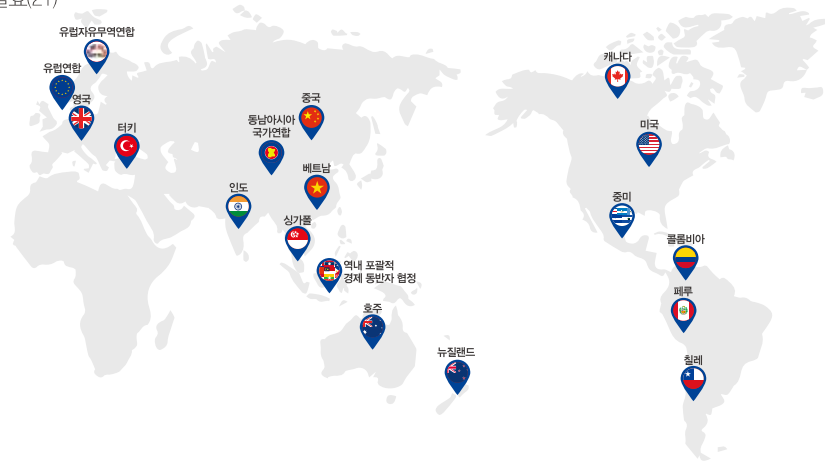 유럽자유무역연합
유럽연합
영국
터키
중국
동남아시아
국가연합
베트남
인도
싱가폴
역내 포괄적
경제 동반자 협정
호주
뉴질랜드
캐나다
미국
중미
콜롬비아
페루
칠레